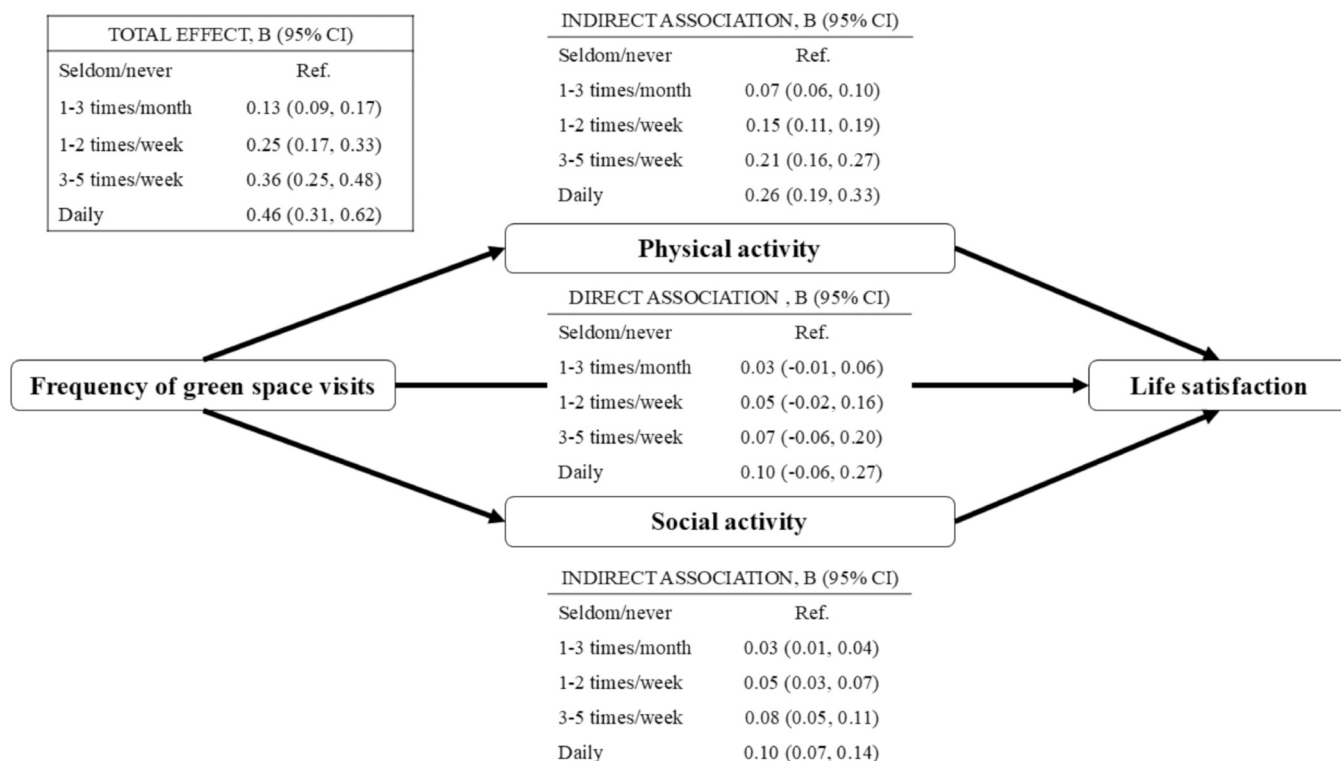 TOTAL EFFECT, B (95% CI)
Seldom/never Ref.
1-3 times/month 0.13 (0.09, 0.17)
1-2 times/week 0.25 (0.17, 0.33)
3-5 times/week 0.36 (0.25, 0.48)
Daily 0.46 (0.31, 0.62)
INDIRECT ASSOCIATION, B (95% CI)
Seldom/never Ref.
1-3 times/month 0.07 (0.06, 0.10)
1-2 times/week 0.15 (0.11, 0.19)
3-5 times/week 0.21 (0.16, 0.27)
Daily 0.26 (0.19, 0.33)
Physical activity
DIRECT ASSOCIATION , B (95% CI)
Seldom/never Ref.
1-3 times/month 0.03 (-0.01, 0.06)
1-2 times/week 0.05 (-0.02, 0.16)
3-5 times/week 0.07 (-0.06, 0.20)
Daily 0.10 (-0.06, 0.27)
Frequency of green space visits
Life satisfaction
Social activity
INDIRECT ASSOCIATION, B (95% CI)
Seldom/never Ref.
1-3 times/month 0.03 (0.01, 0.04)
1-2 times/week 0.05 (0.03, 0.07)
3-5 times/week 0.08 (0.05, 0.11)
Daily 0.10 (0.07, 0.14)